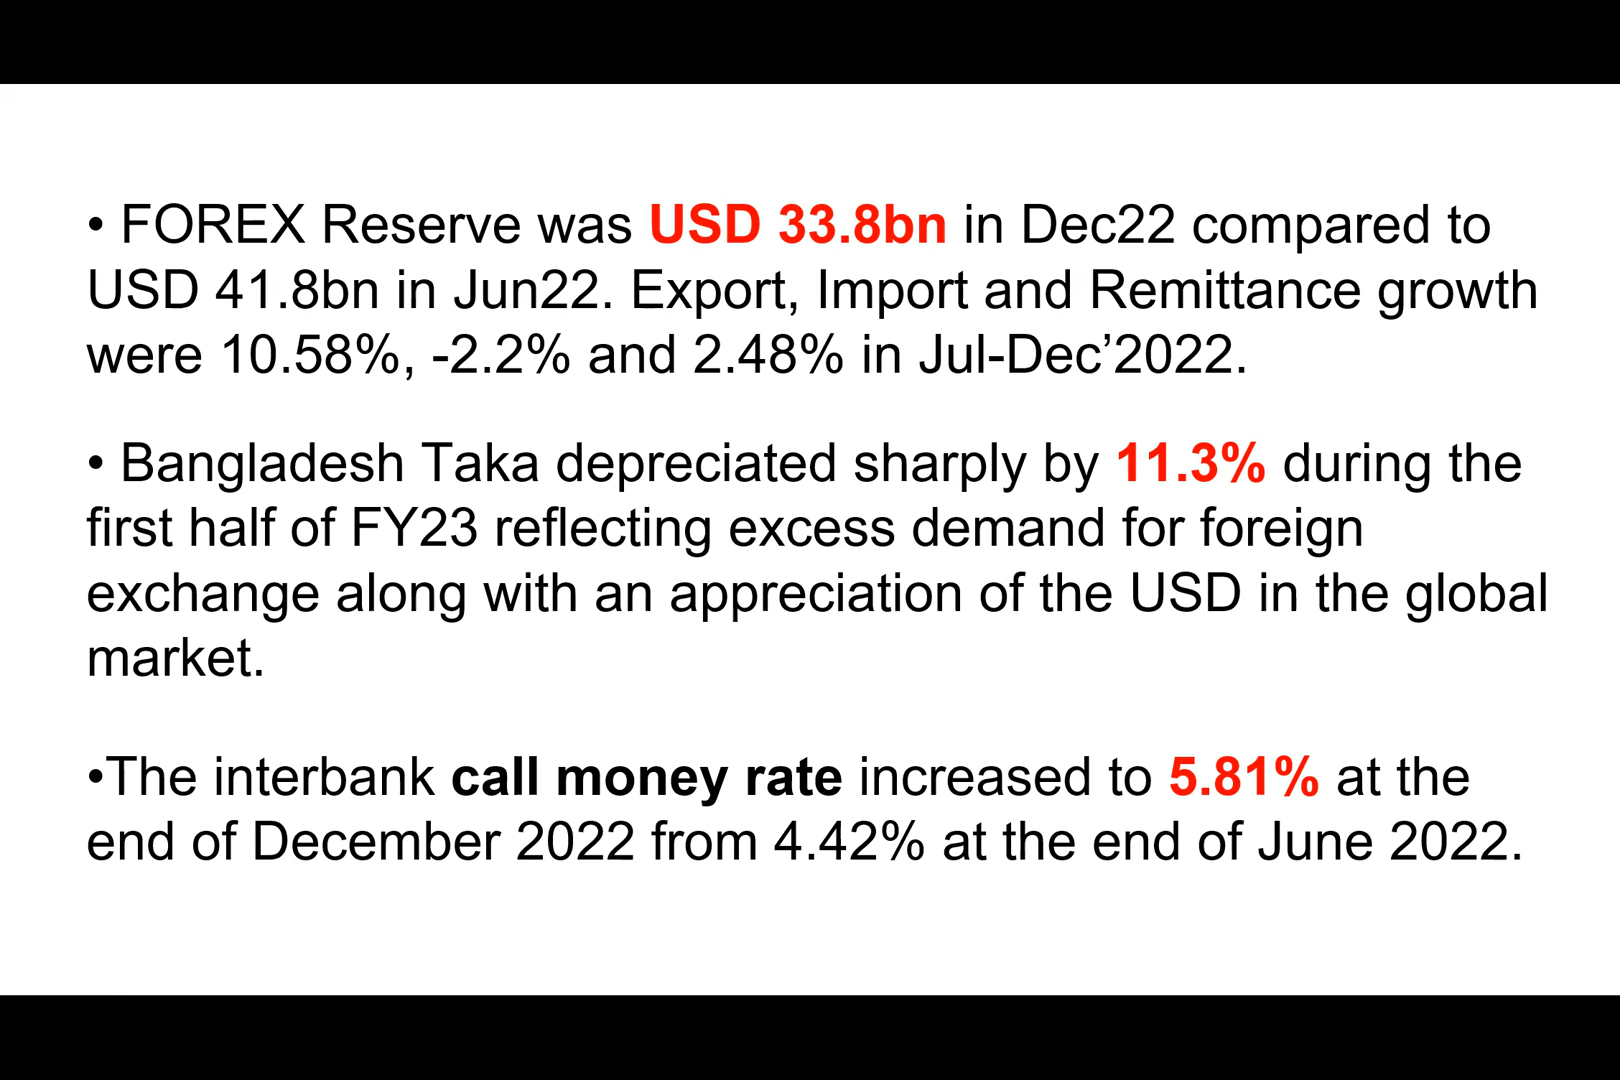 • FOREX Reserve was USD 33.8bn in Dec22 compared to
USD 41.8bn in Jun22. Export, Import and Remittance growth
were 10.58%, -2.2% and 2.48% in Jul-Dec’2022.
• Bangladesh Taka depreciated sharply by 11.3% during the
first half of FY23 reflecting excess demand for foreign
exchange along with an appreciation of the USD in the global
market.
•The interbank call money rate increased to 5.81% at the
end of December 2022 from 4.42% at the end of June 2022.